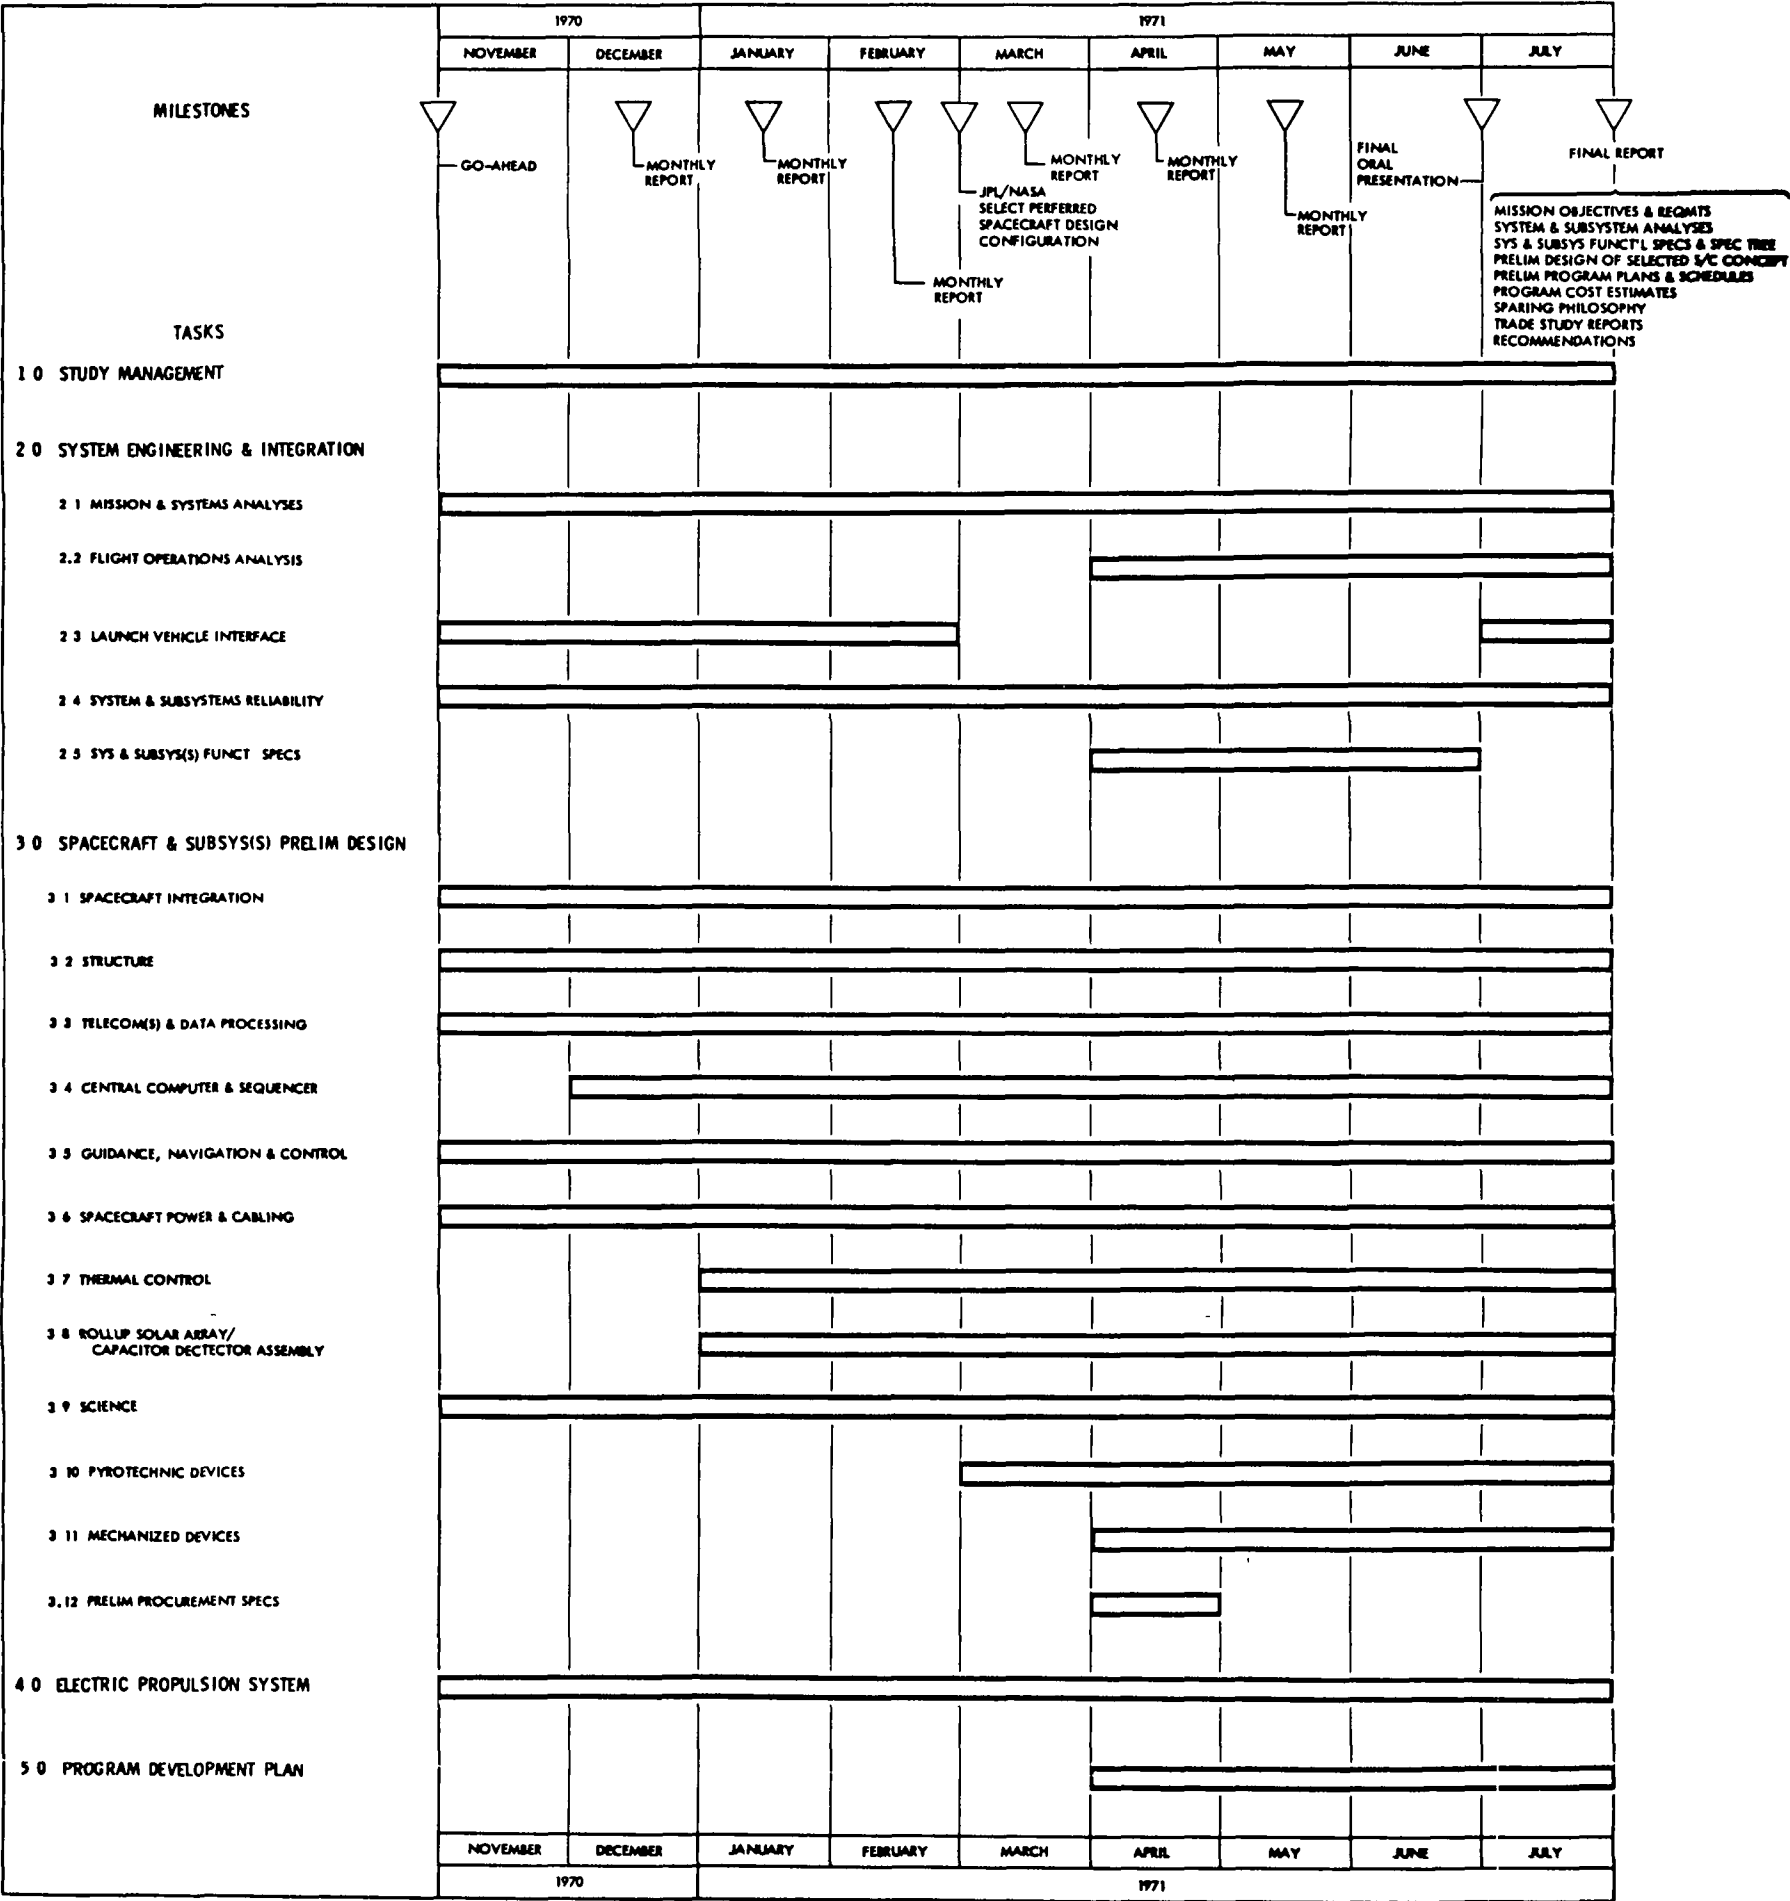 1970
1971
NOVEMBER
DECEMBER
JANUARY
FEBRUARY
MARCH
APRIL
MAY
JUNE
JULY
MILESTONES
GO-AHEAD
MONTHLY
REPORT
MONTHLY
REPORT
MONTHLY
REPORT
JPL/NASA
SELECT PERFERRED
SPACECRAFT DESIGN
CONFIGURATION
MONTHLY
REPORT
MONTHLY
REPORT
MONTHLY
REPORT
FINAL
ORAL
PRESENTATION
FINAL REPORT
MISSION OBJECTIVES & REQMTS
SYSTEM & SUBSYSTEM ANALYSES
SYS & SUBSYS FUNCT'L SPECS & SPEC TREE
PRELIM DESIGN OF SELECTED S/C CONCEPT
PRELIM PROGRAM PLANS & SCHEDULES
PROGRAM COST ESTIMATES
SPARING PHILOSOPHY
TRADE STUDY REPORTS
RECOMMENDATIONS
TASKS
1 0 STUDY MANAGEMENT
2 0 SYSTEM ENGINEERING & INTEGRATION
2 1 MISSION & SYSTEMS ANALYSES
2.2 FLIGHT OPERATIONS ANALYSIS
2 3 LAUNCH VEHICLE INTERFACE
2 4 SYSTEM & SUBSYSTEMS RELIABILITY
2 5 SYS & SUBSYS(S) FUNCT SPECS
3 0 SPACECRAFT & SUBSYS(S) PRELIM DESIGN
3 1 SPACECRAFT INTEGRATION
3 2 STRUCTURE
3 3 TELECOM(S) & DATA PROCESSING
3 4 CENTRAL COMPUTER & SEQUENCER
3 5 GUIDANCE, NAVIGATION & CONTROL
3 6 SPACECRAFT POWER & CABLING
3 7 THERMAL CONTROL
3 8 ROLLUP SOLAR ARRAY/
CAPACITOR DECTECTOR ASSEMBLY
3 9 SCIENCE
3 10 PYROTECHNIC DEVICES
3 11 MECHANIZED DEVICES
3.12 PRELIM PROCUREMENT SPECS
4 0 ELECTRIC PROPULSION SYSTEM
5 0 PROGRAM DEVELOPMENT PLAN
NOVEMBER
DECEMBER
JANUARY
FEBRUARY
MARCH
APRIL
MAY
JUNE
JULY
1970
1971